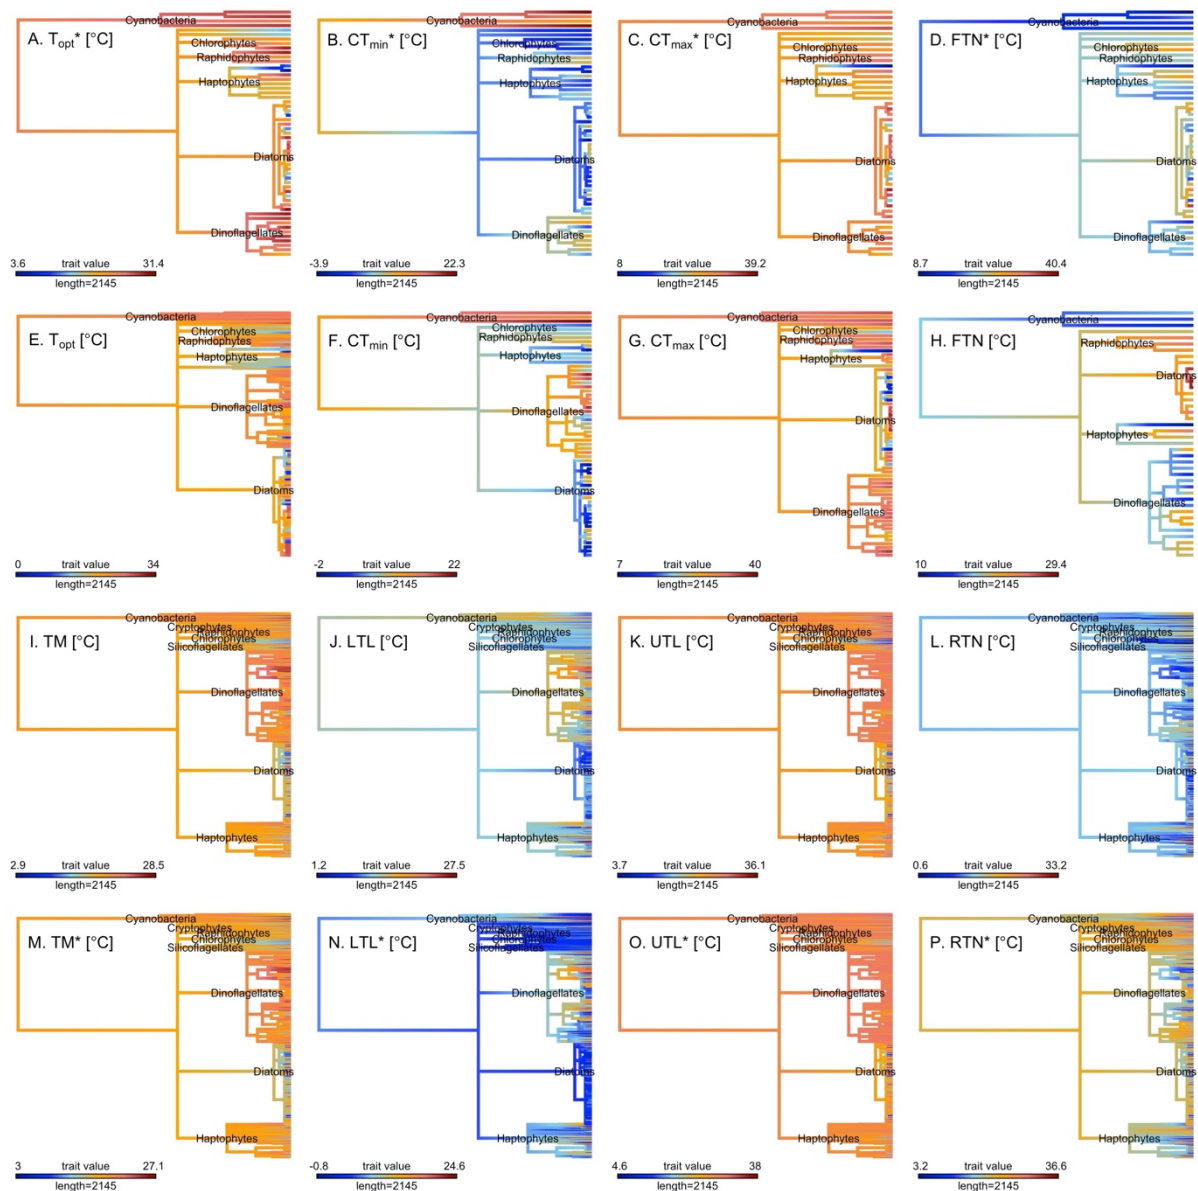 A. Topt* [°C]
Cyanobacteria
Chlorophytes
Raphidophytes
Haptophytes
Diatoms
Dinoflagellates
3.6 trait value 31.4
length=2145
B. CTmin* [°C]
Cyanobacteria
Chlorophytes
Raphidophytes
Haptophytes
Diatoms
Dinoflagellates
-3.9 trait value 22.3
length=2145
C. CTmax* [°C]
Cyanobacteria
Chlorophytes
Raphidophytes
Haptophytes
Diatoms
Dinoflagellates
8 trait value 39.2
length=2145
D. FTN* [°C]
Cyanobacteria
Chlorophytes
Raphidophytes
Haptophytes
Diatoms
Dinoflagellates
8.7 trait value 40.4
length=2145
E. Topt [°C]
Cyanobacteria
Chlorophytes
Raphidophytes
Haptophytes
Dinoflagellates
Diatoms
0 trait value 34
length=2145
F. CTmin [°C]
Cyanobacteria
Chlorophytes
Raphidophytes
Haptophytes
Dinoflagellates
Diatoms
-2 trait value 22
length=2145
G. CTmax [°C]
Cyanobacteria
Chlorophytes
Raphidophytes
Haptophytes
Diatoms
Dinoflagellates
7 trait value 40
length=2145
H. FTN [°C]
Cyanobacteria
Raphidophytes
Diatoms
Haptophytes
Dinoflagellates
10 trait value 29.4
length=2145
I. TM [°C]
Cyanobacteria
Cryptophytes
Raphidophytes
Chlorophytes
Silicoflagellates
Dinoflagellates
Diatoms
Haptophytes
2.9 trait value 28.5
length=2145
J. LTL [°C]
Cyanobacteria
Cryptophytes
Raphidophytes
Chlorophytes
Silicoflagellates
Dinoflagellates
Diatoms
Haptophytes
1.2 trait value 27.5
length=2145
K. UTL [°C]
Cyanobacteria
Cryptophytes
Raphidophytes
Chlorophytes
Silicoflagellates
Dinoflagellates
Diatoms
Haptophytes
3.7 trait value 36.1
length=2145
L. RTN [°C]
Cyanobacteria
Cryptophytes
Raphidophytes
Chlorophytes
Silicoflagellates
Dinoflagellates
Diatoms
Haptophytes
0.6 trait value 33.2
length=2145
M. TM* [°C]
Cyanobacteria
Cryptophytes
Raphidophytes
Chlorophytes
Silicoflagellates
Dinoflagellates
Diatoms
Haptophytes
3 trait value 27.1
length=2145
N. LTL* [°C]
Cyanobacteria
Cryptophytes
Raphidophytes
Chlorophytes
Silicoflagellates
Dinoflagellates
Diatoms
Haptophytes
-0.8 trait value 24.6
length=2145
O. UTL* [°C]
Cyanobacteria
Cryptophytes
Raphidophytes
Chlorophytes
Silicoflagellates
Dinoflagellates
Diatoms
Haptophytes
4.6 trait value 38
length=2145
P. RTN* [°C]
Cyanobacteria
Cryptophytes
Raphidophytes
Chlorophytes
Silicoflagellates
Dinoflagellates
Diatoms
Haptophytes
3.2 trait value 36.6
length=2145